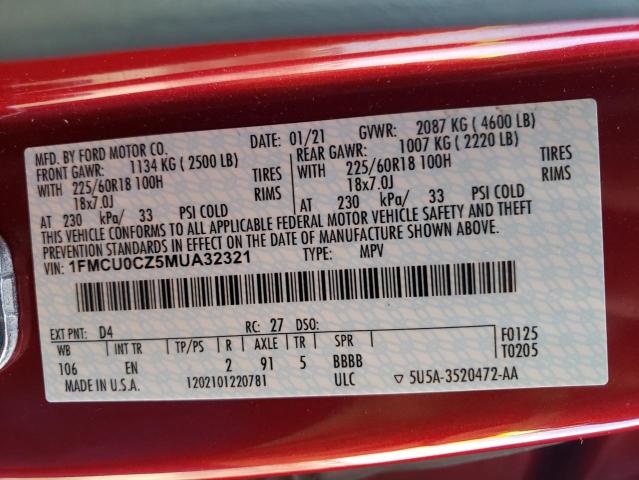 MFD. BY FORD MOTOR CO.
DATE: 01/21 GVWR: 2087 KG ( 4600 LB)
FRONT GAWR: 1134 KG ( 2500 LB) REAR GAWR: 1007 KG ( 2220 LB)
WITH 225/60R18 100H TIRES WITH 225/60R18 100H TIRES
18x7.0J RIMS 18x7.0J RIMS
AT 230 kPa/ 33 PSI COLD AT 230 kPa/ 33 PSI COLD
THIS VEHICLE CONFORMS TO ALL APPLICABLE FEDERAL MOTOR VEHICLE SAFETY AND THEFT
PREVENTION STANDARDS IN EFFECT ON THE DATE OF MANUFACTURE SHOWN ABOVE.
VIN: 1FMCU0CZ5MUA32321 TYPE: MPV
EXT PNT: D4 RC: 27 DSO: F0125
WB INT TR TP/PS R AXLE TR SPR T0205
106 EN 2 91 5 BBBB
MADE IN U.S.A. 1202101220781 ULC ▽ 5U5A-3520472-AA